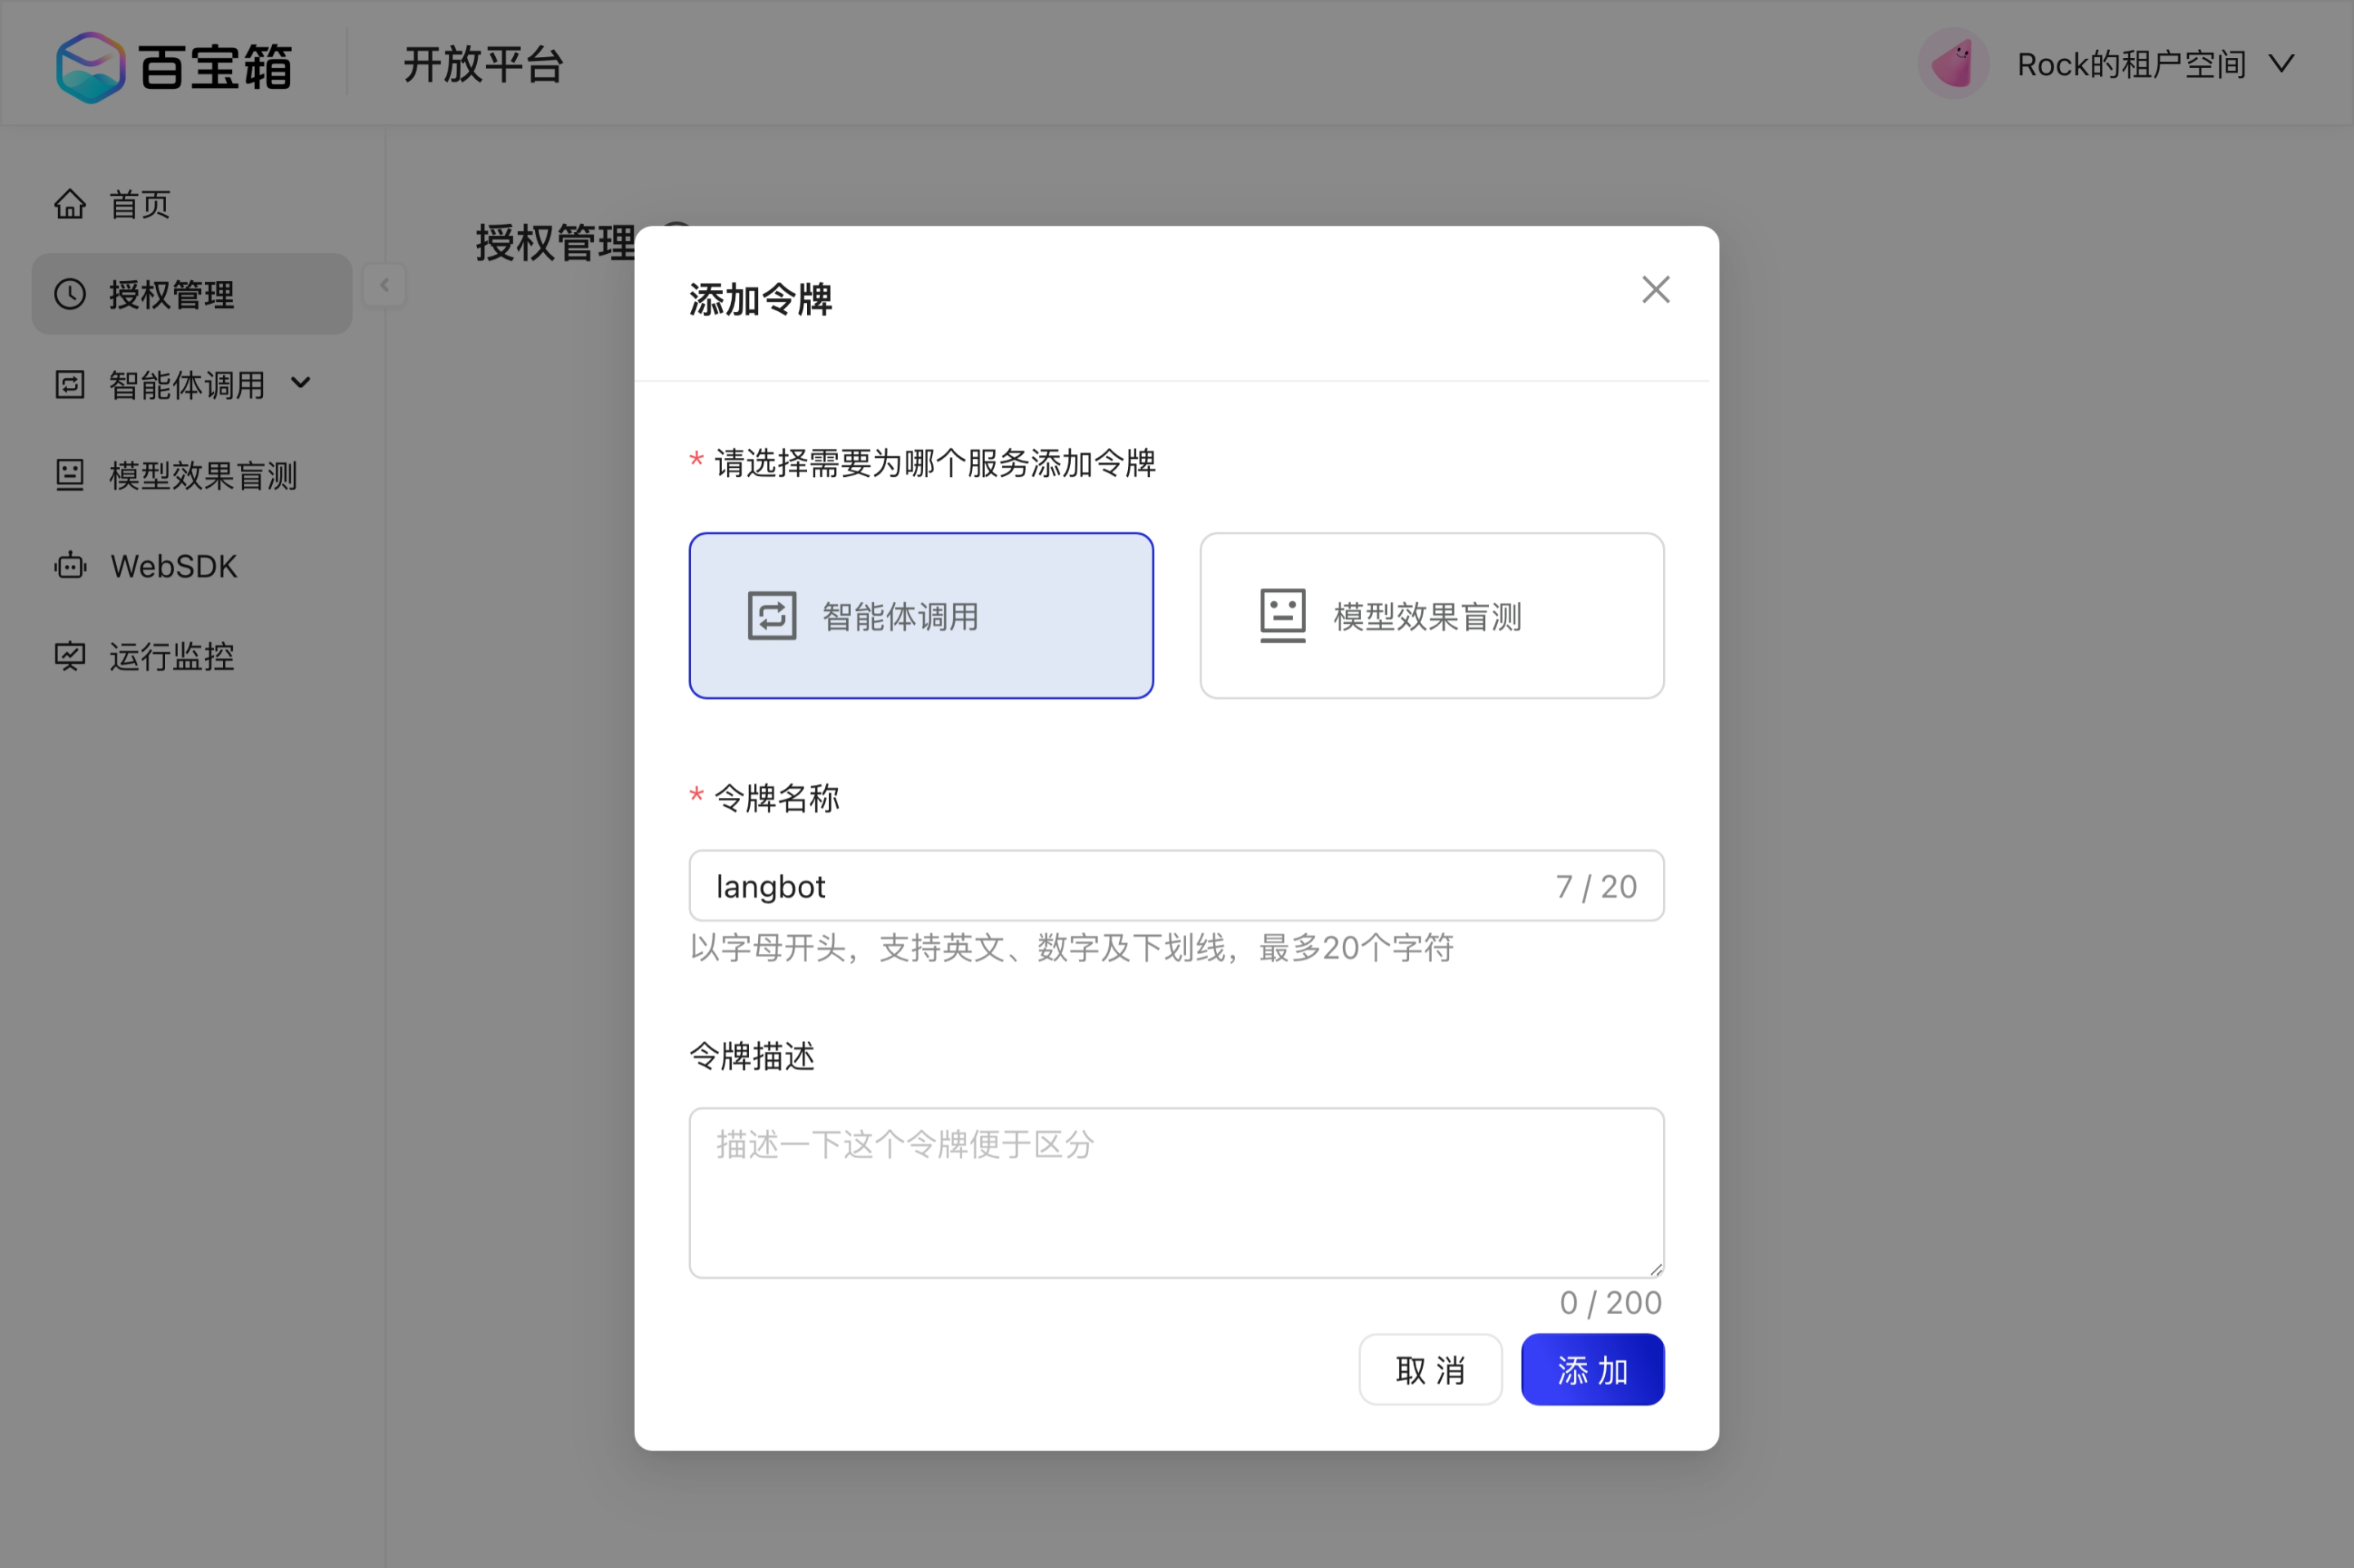 百宝箱 开放平台 Rock的租户空间
首页
授权管理
智能体调用
模型效果盲测
WebSDK
运行监控
授权管理
添加令牌
* 请选择需要为哪个服务添加令牌
智能体调用 模型效果盲测
* 令牌名称
langbot 7 / 20
以字母开头，支持英文、数字及下划线，最多20个字符
令牌描述
描述一下这个令牌便于区分
0 / 200
取 消 添 加